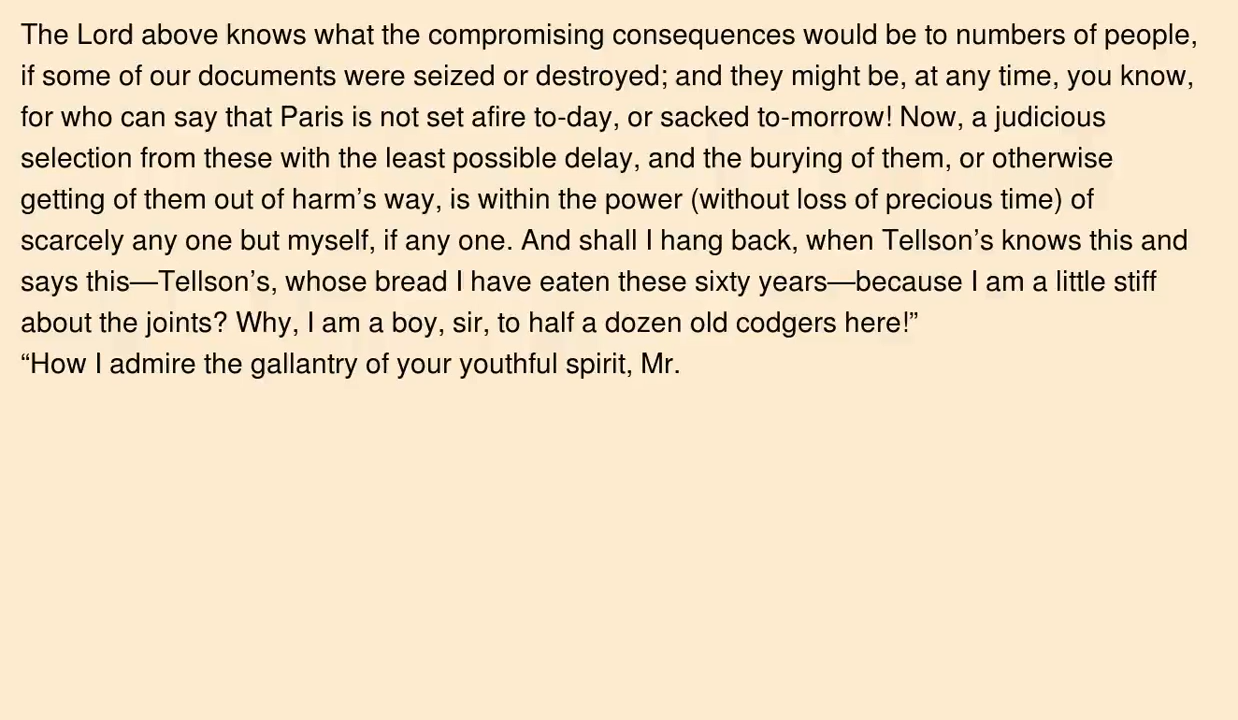 The Lord above knows what the compromising consequences would be to numbers of people,
if some of our documents were seized or destroyed; and they might be, at any time, you know,
for who can say that Paris is not set afire to-day, or sacked to-morrow! Now, a judicious
selection from these with the least possible delay, and the burying of them, or otherwise
getting of them out of harm’s way, is within the power (without loss of precious time) of
scarcely any one but myself, if any one. And shall I hang back, when Tellson’s knows this and
says this—Tellson’s, whose bread I have eaten these sixty years—because I am a little stiff
about the joints? Why, I am a boy, sir, to half a dozen old codgers here!”
“How I admire the gallantry of your youthful spirit, Mr.